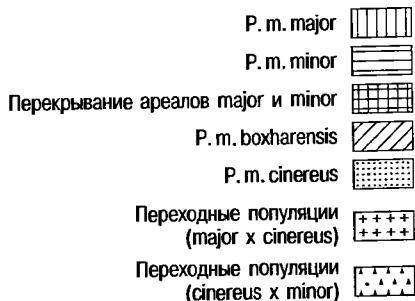 P. m. major
P. m. minor
Перекрывание ареалов major и minor
P. m. boxharensis
P. m. cinereus
Переходные популяции
(major x cinereus)
Переходные популяции
(cinereus x minor)